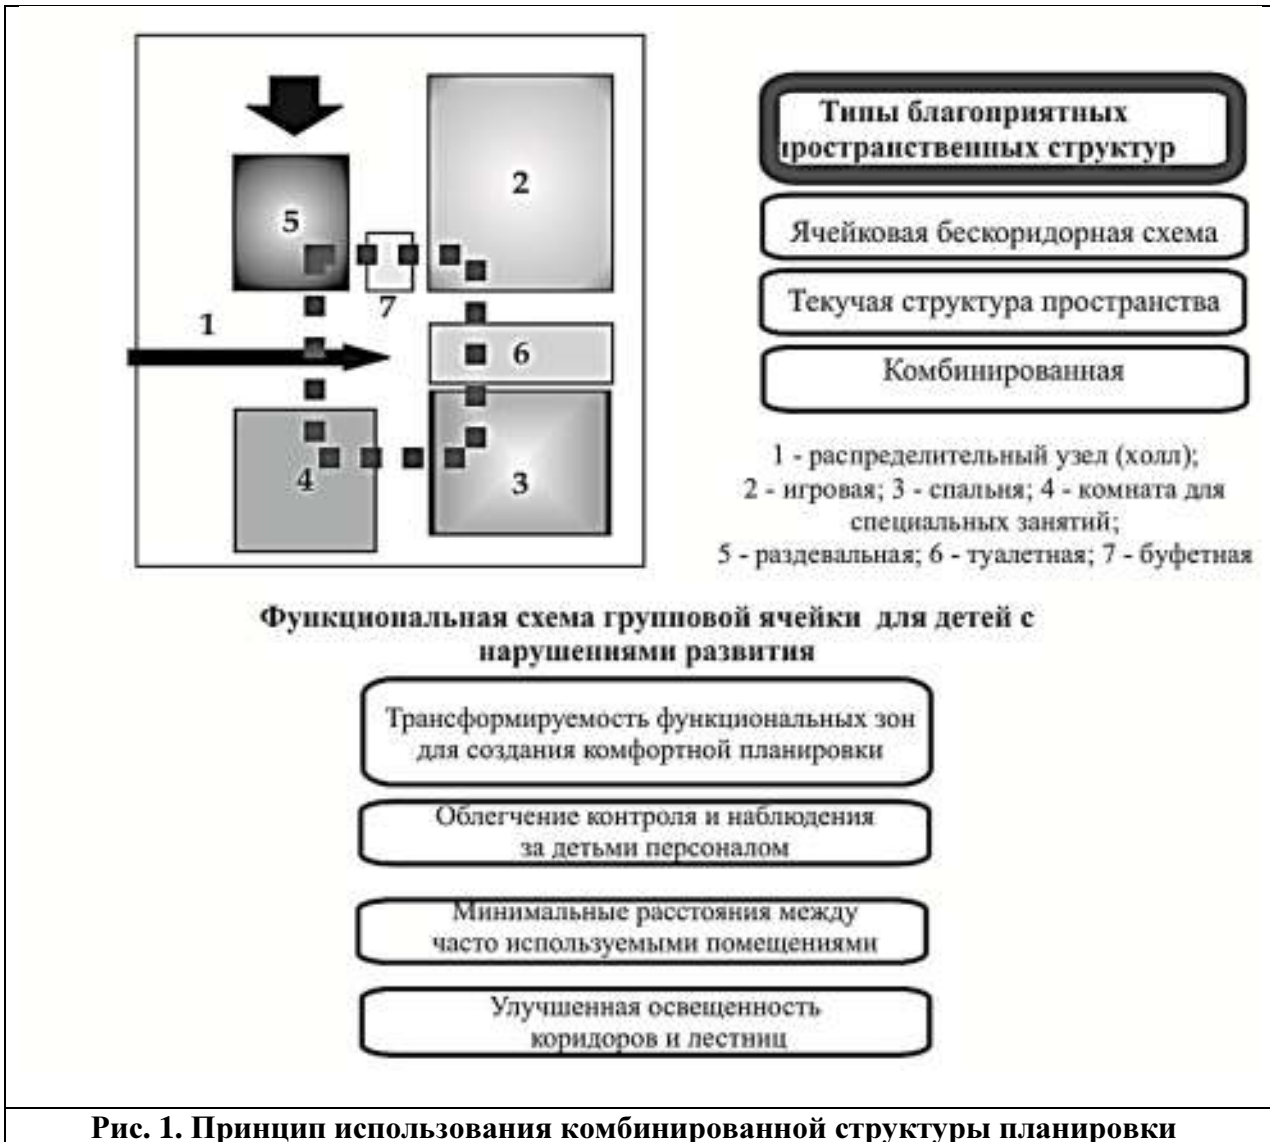 5
2
7
1
6
4
3
Типы благоприятных
пространственных структур
Ячейковая бескоридорная схема
Текучая структура пространства
Комбинированная
1 - распределительный узел (холл);
2 - игровая; 3 - спальня; 4 - комната для
специальных занятий;
5 - раздевальная; 6 - туалетная; 7 - буфетная
Функциональная схема групповой ячейки для детей с
нарушениями развития
Трансформируемость функциональных зон
для создания комфортной планировки
Облегчение контроля и наблюдения
за детьми персоналом
Минимальные расстояния между
часто используемыми помещениями
Улучшенная освещенность
коридоров и лестниц
Рис. 1. Принцип использования комбинированной структуры планировки